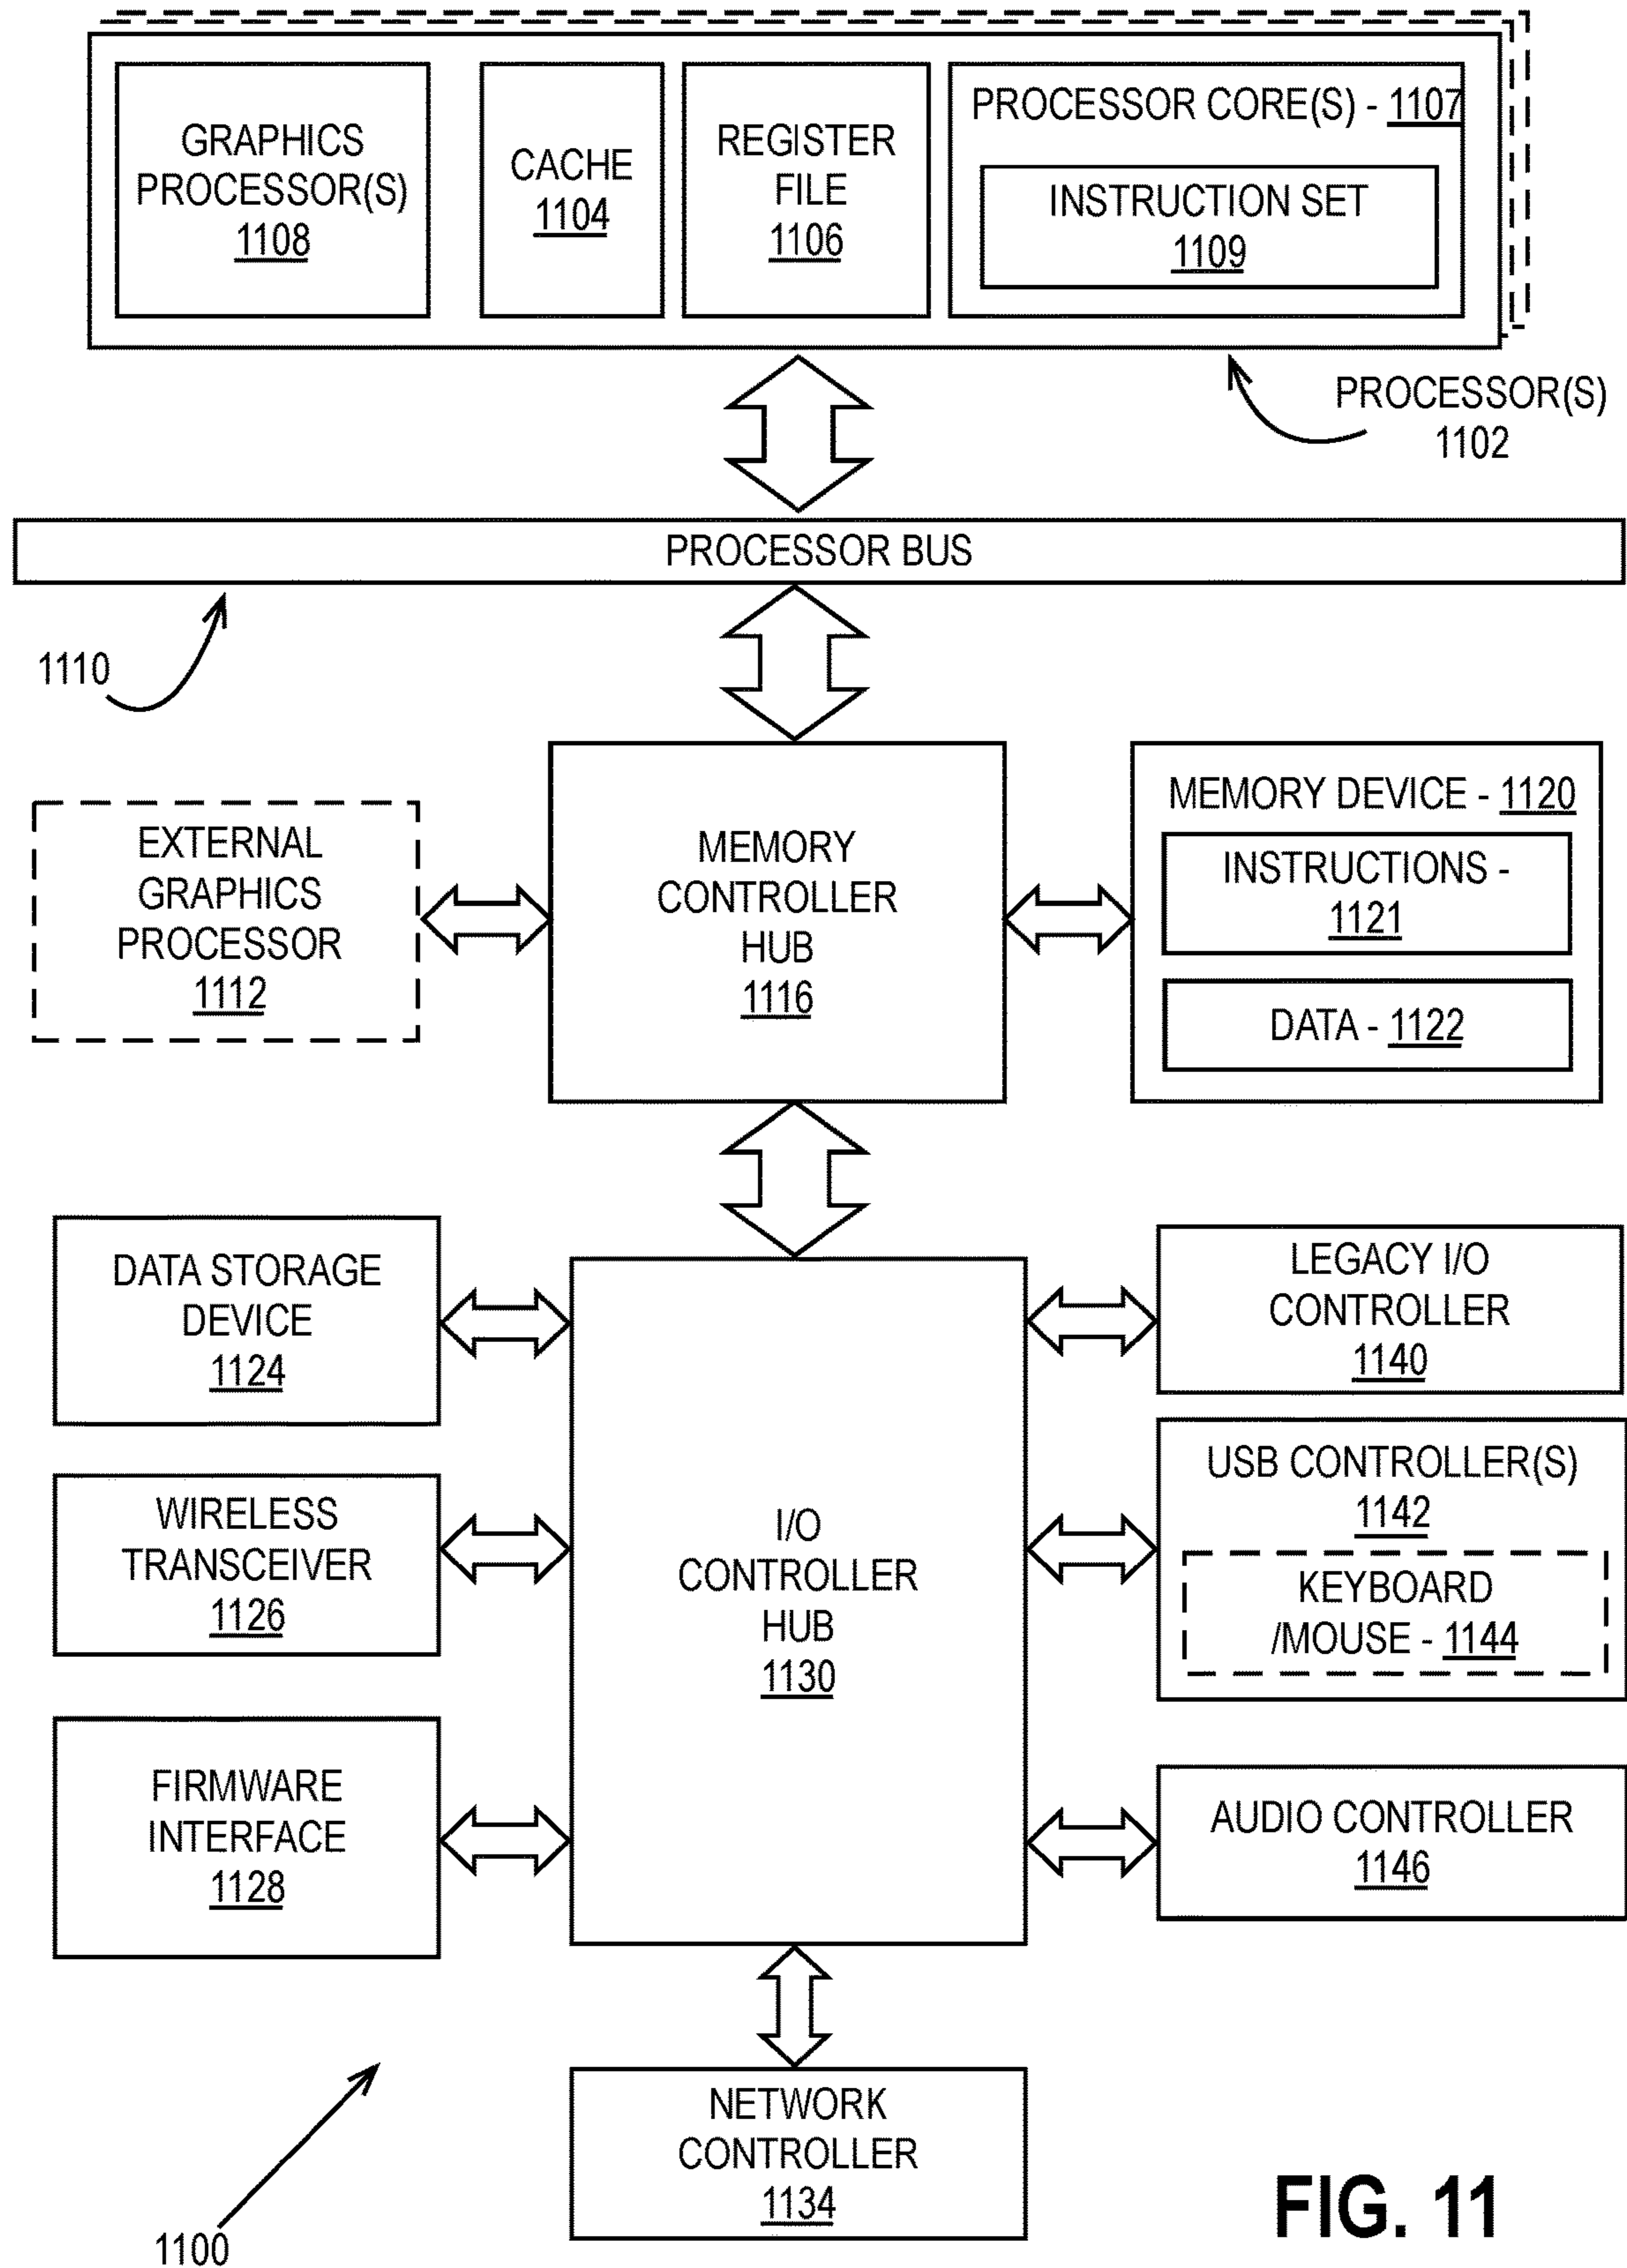 GRAPHICS
PROCESSOR(S)
1108
CACHE
1104
REGISTER
FILE
1106
PROCESSOR CORE(S) - 1107
INSTRUCTION SET
1109
PROCESSOR(S)
1102
PROCESSOR BUS
1110
EXTERNAL
GRAPHICS
PROCESSOR
1112
MEMORY
CONTROLLER
HUB
1116
MEMORY DEVICE - 1120
INSTRUCTIONS -
1121
DATA - 1122
DATA STORAGE
DEVICE
1124
WIRELESS
TRANSCEIVER
1126
FIRMWARE
INTERFACE
1128
I/O
CONTROLLER
HUB
1130
LEGACY I/O
CONTROLLER
1140
USB CONTROLLER(S)
1142
KEYBOARD
/MOUSE - 1144
AUDIO CONTROLLER
1146
NETWORK
CONTROLLER
1134
1100
FIG. 11